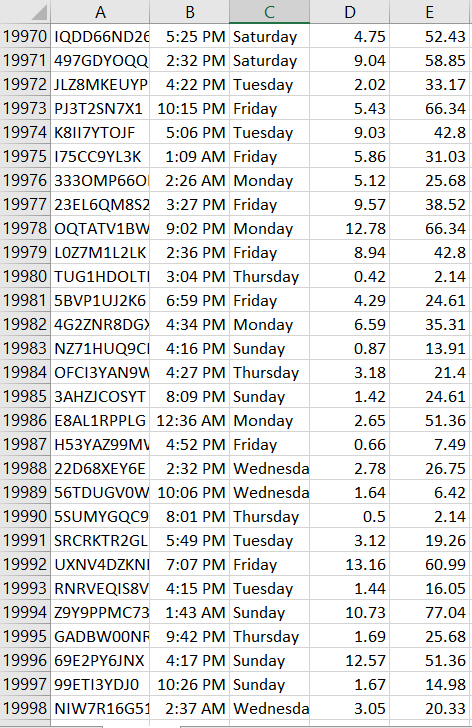 A B C D E
19970 IQDD66ND26 5:25 PM Saturday 4.75 52.43
19971 497GDYOQQ 2:32 PM Saturday 9.04 58.85
19972 JLZ8MKEUYP 4:22 PM Tuesday 2.02 33.17
19973 PJ3T2SN7X1 10:15 PM Friday 5.43 66.34
19974 K8II7YTOJF 5:06 PM Tuesday 9.03 42.8
19975 I75CC9YL3K 1:09 AM Friday 5.86 31.03
19976 333OMP66O 2:26 AM Monday 5.12 25.68
19977 23EL6QM8S2 3:27 PM Friday 9.57 38.52
19978 OQTATV1BW 9:02 PM Monday 12.78 66.34
19979 L0Z7M1L2LK 2:36 PM Friday 8.94 42.8
19980 TUG1HDOLT 3:04 PM Thursday 0.42 2.14
19981 5BVP1UJ2K6 6:59 PM Friday 4.29 24.61
19982 4G2ZNR8DGX 4:34 PM Monday 6.59 35.31
19983 NZ71HUQ9C 4:16 PM Sunday 0.87 13.91
19984 OFCI3YAN9W 4:27 PM Thursday 3.18 21.4
19985 3AHZJCOSYT 8:09 PM Sunday 1.42 24.61
19986 E8AL1RPPLG 12:36 AM Monday 2.65 51.36
19987 H53YAZ99M 4:52 PM Friday 0.66 7.49
19988 22D68XEY6E 2:32 PM Wednesda 2.78 26.75
19989 56TDUGV0W 10:06 PM Wednesda 1.64 6.42
19990 5SUMYGQC9 8:01 PM Thursday 0.5 2.14
19991 SRCRKTR2GL 5:49 PM Tuesday 3.12 19.26
19992 UXNV4DZKN 7:07 PM Friday 13.16 60.99
19993 RNRVEQIS8V 4:15 PM Tuesday 1.44 16.05
19994 Z9Y9PPMC73 1:43 AM Sunday 10.73 77.04
19995 GADBW00NR 9:42 PM Thursday 1.69 25.68
19996 69E2PY6JNX 4:17 PM Sunday 12.57 51.36
19997 99ETI3YDJ0 10:26 PM Sunday 1.67 14.98
19998 NIW7R16G51 2:37 AM Wednesda 3.05 20.33